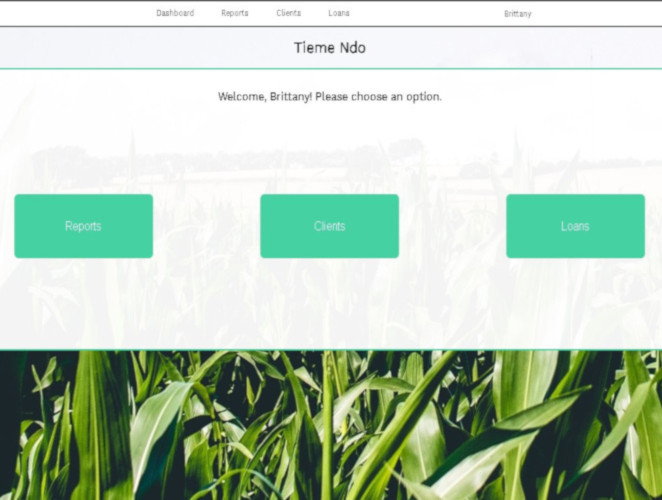 Dashboard Reports Clients Loans Brittany
Tieme Ndo
Welcome, Brittany! Please choose an option.
Reports Clients Loans